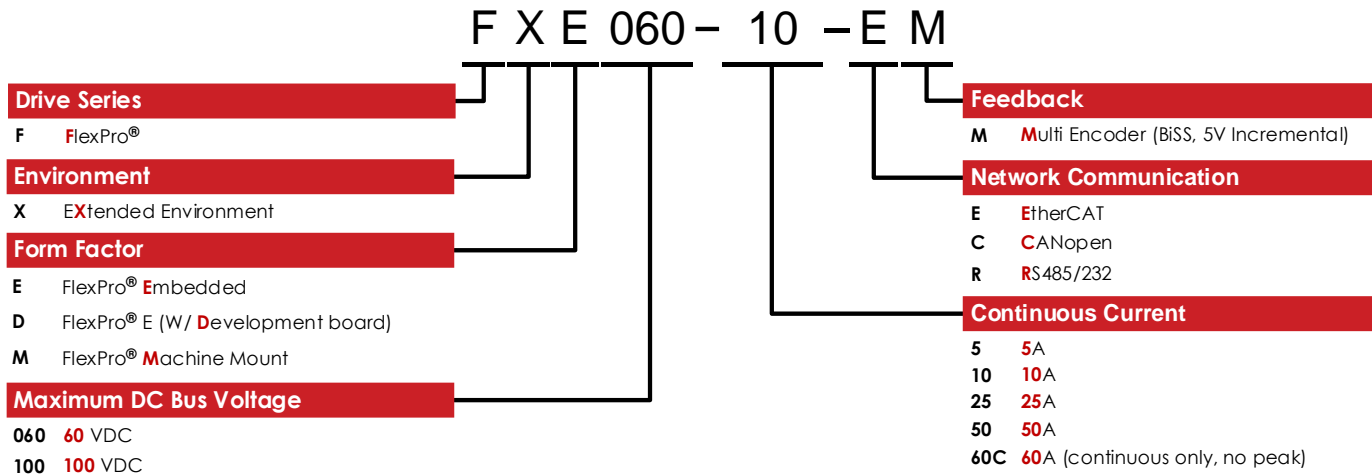 F X E 060 – 10 – E M
Drive Series
F FlexPro®
Environment
X EXtended Environment
Form Factor
E FlexPro® Embedded
D FlexPro® E (W/ Development board)
M FlexPro® Machine Mount
Maximum DC Bus Voltage
060 60 VDC
100 100 VDC
Feedback
M Multi Encoder (BiSS, 5V Incremental)
Network Communication
E EtherCAT
C CANopen
R RS485/232
Continuous Current
5 5A
10 10A
25 25A
50 50A
60C 60A (continuous only, no peak)